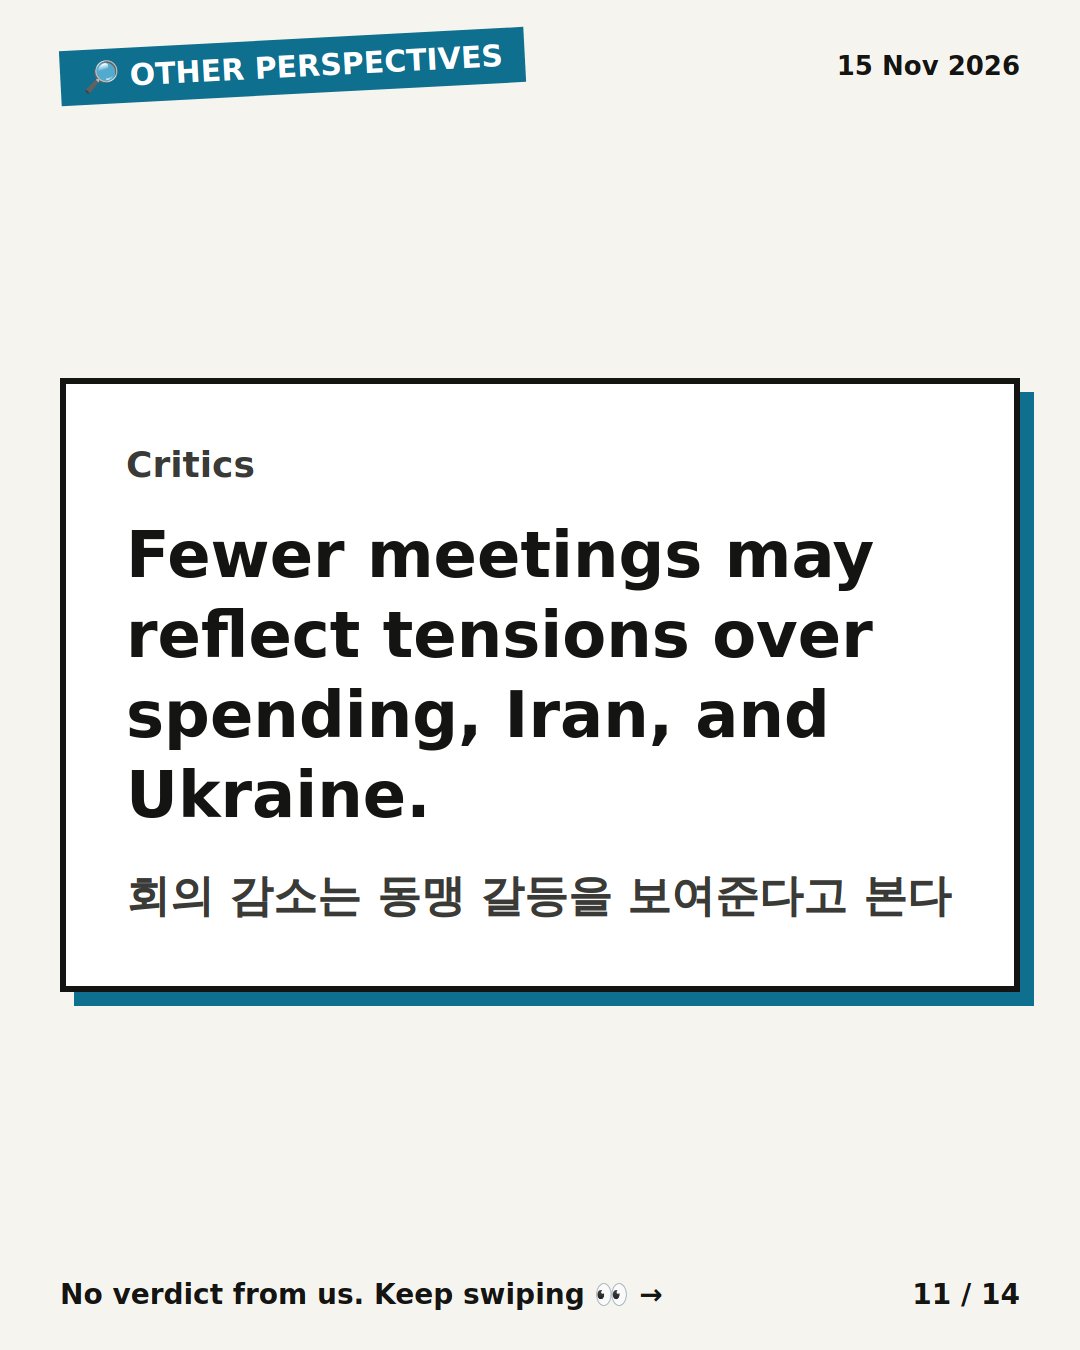 🔎 OTHER PERSPECTIVES
15 Nov 2026
Critics
Fewer meetings may
reflect tensions over
spending, Iran, and
Ukraine.
회의 감소는 동맹 갈등을 보여준다고 본다
No verdict from us. Keep swiping 👀 →
11 / 14